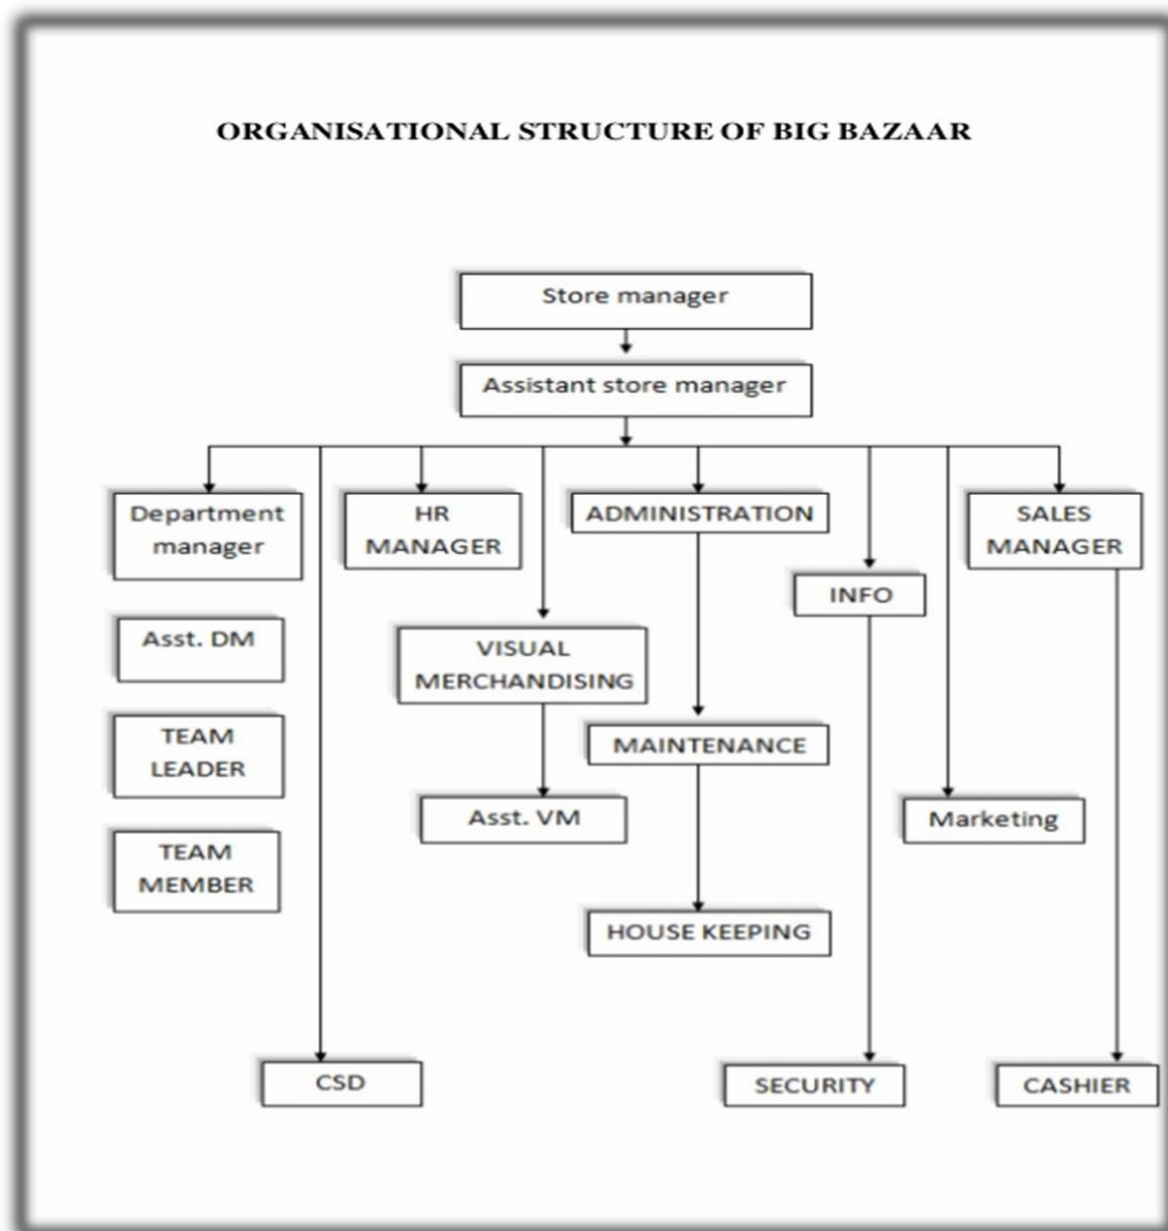 ORGANISATIONAL STRUCTURE OF BIG BAZAAR
Store manager
Assistant store manager
Department
manager
HR
MANAGER
ADMINISTRATION
SALES
MANAGER
INFO
Asst. DM
VISUAL
MERCHANDISING
TEAM
LEADER
MAINTENANCE
Asst. VM
Marketing
TEAM
MEMBER
HOUSE KEEPING
CSD
SECURITY
CASHIER